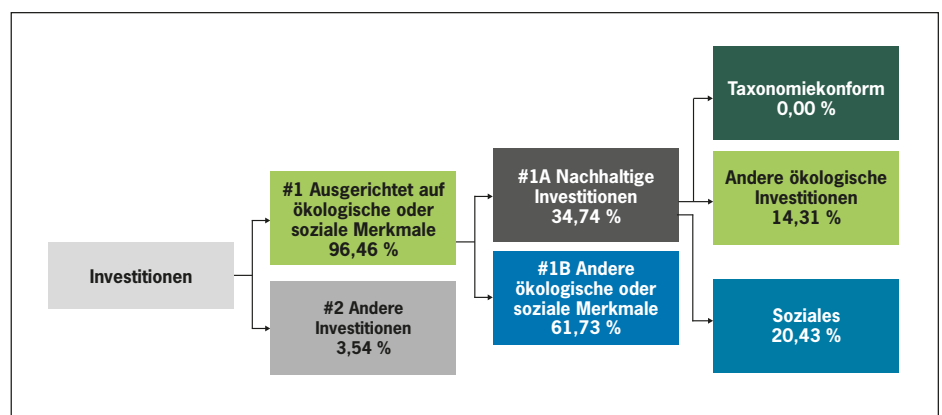 Investitionen
#1 Ausgerichtet auf
ökologische oder
soziale Merkmale
96,46 %
#2 Andere
Investitionen
3,54 %
#1A Nachhaltige
Investitionen
34,74 %
#1B Andere
ökologische oder
soziale Merkmale
61,73 %
Taxonomiekonform
0,00 %
Andere ökologische
Investitionen
14,31 %
Soziales
20,43 %